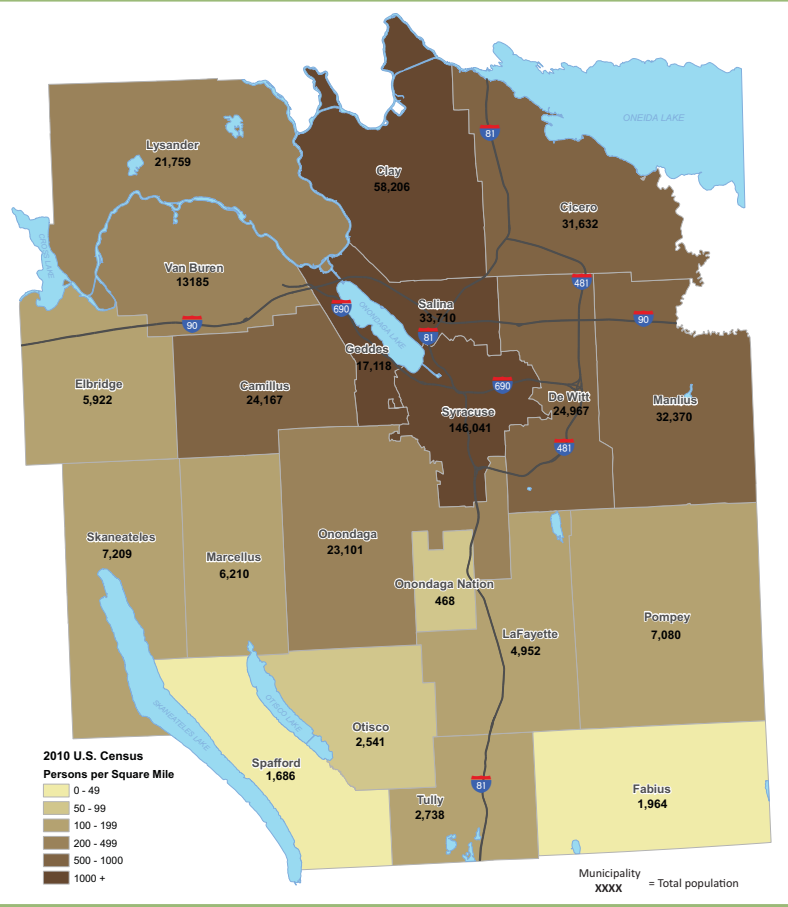 ONEIDA LAKE
81
Lysander
21,759
Clay
58,206
Cicero
31,632
CROSS LAKE
Van Buren
13185
481
690
ONONDAGA LAKE
Salina
33,710
90
81
90
Geddes
17,118
Elbridge
5,922
Camillus
24,167
690
Syracuse
146,041
De Witt
24,967
Manlius
32,370
481
Skaneateles
7,209
Marcellus
6,210
Onondaga
23,101
Onondaga Nation
468
LaFayette
4,952
Pompey
7,080
SKANEATELES LAKE
OTISCO LAKE
Otisco
2,541
Spafford
1,686
Tully
2,738
81
Fabius
1,964
2010 U.S. Census
Persons per Square Mile
0 - 49
50 - 99
100 - 199
200 - 499
500 - 1000
1000 +
Municipality
XXXX = Total population